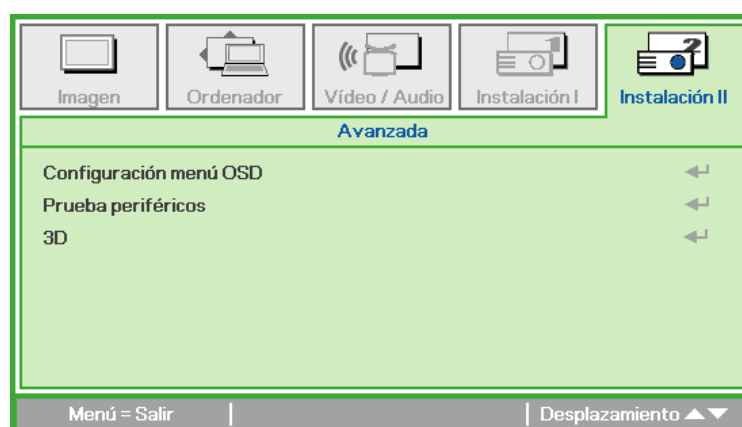 Imagen
Ordenador
Vídeo / Audio
Instalación I
Instalación II
Avanzada
Configuración menú OSD
Prueba periféricos
3D
Menú = Salir
Desplazamiento